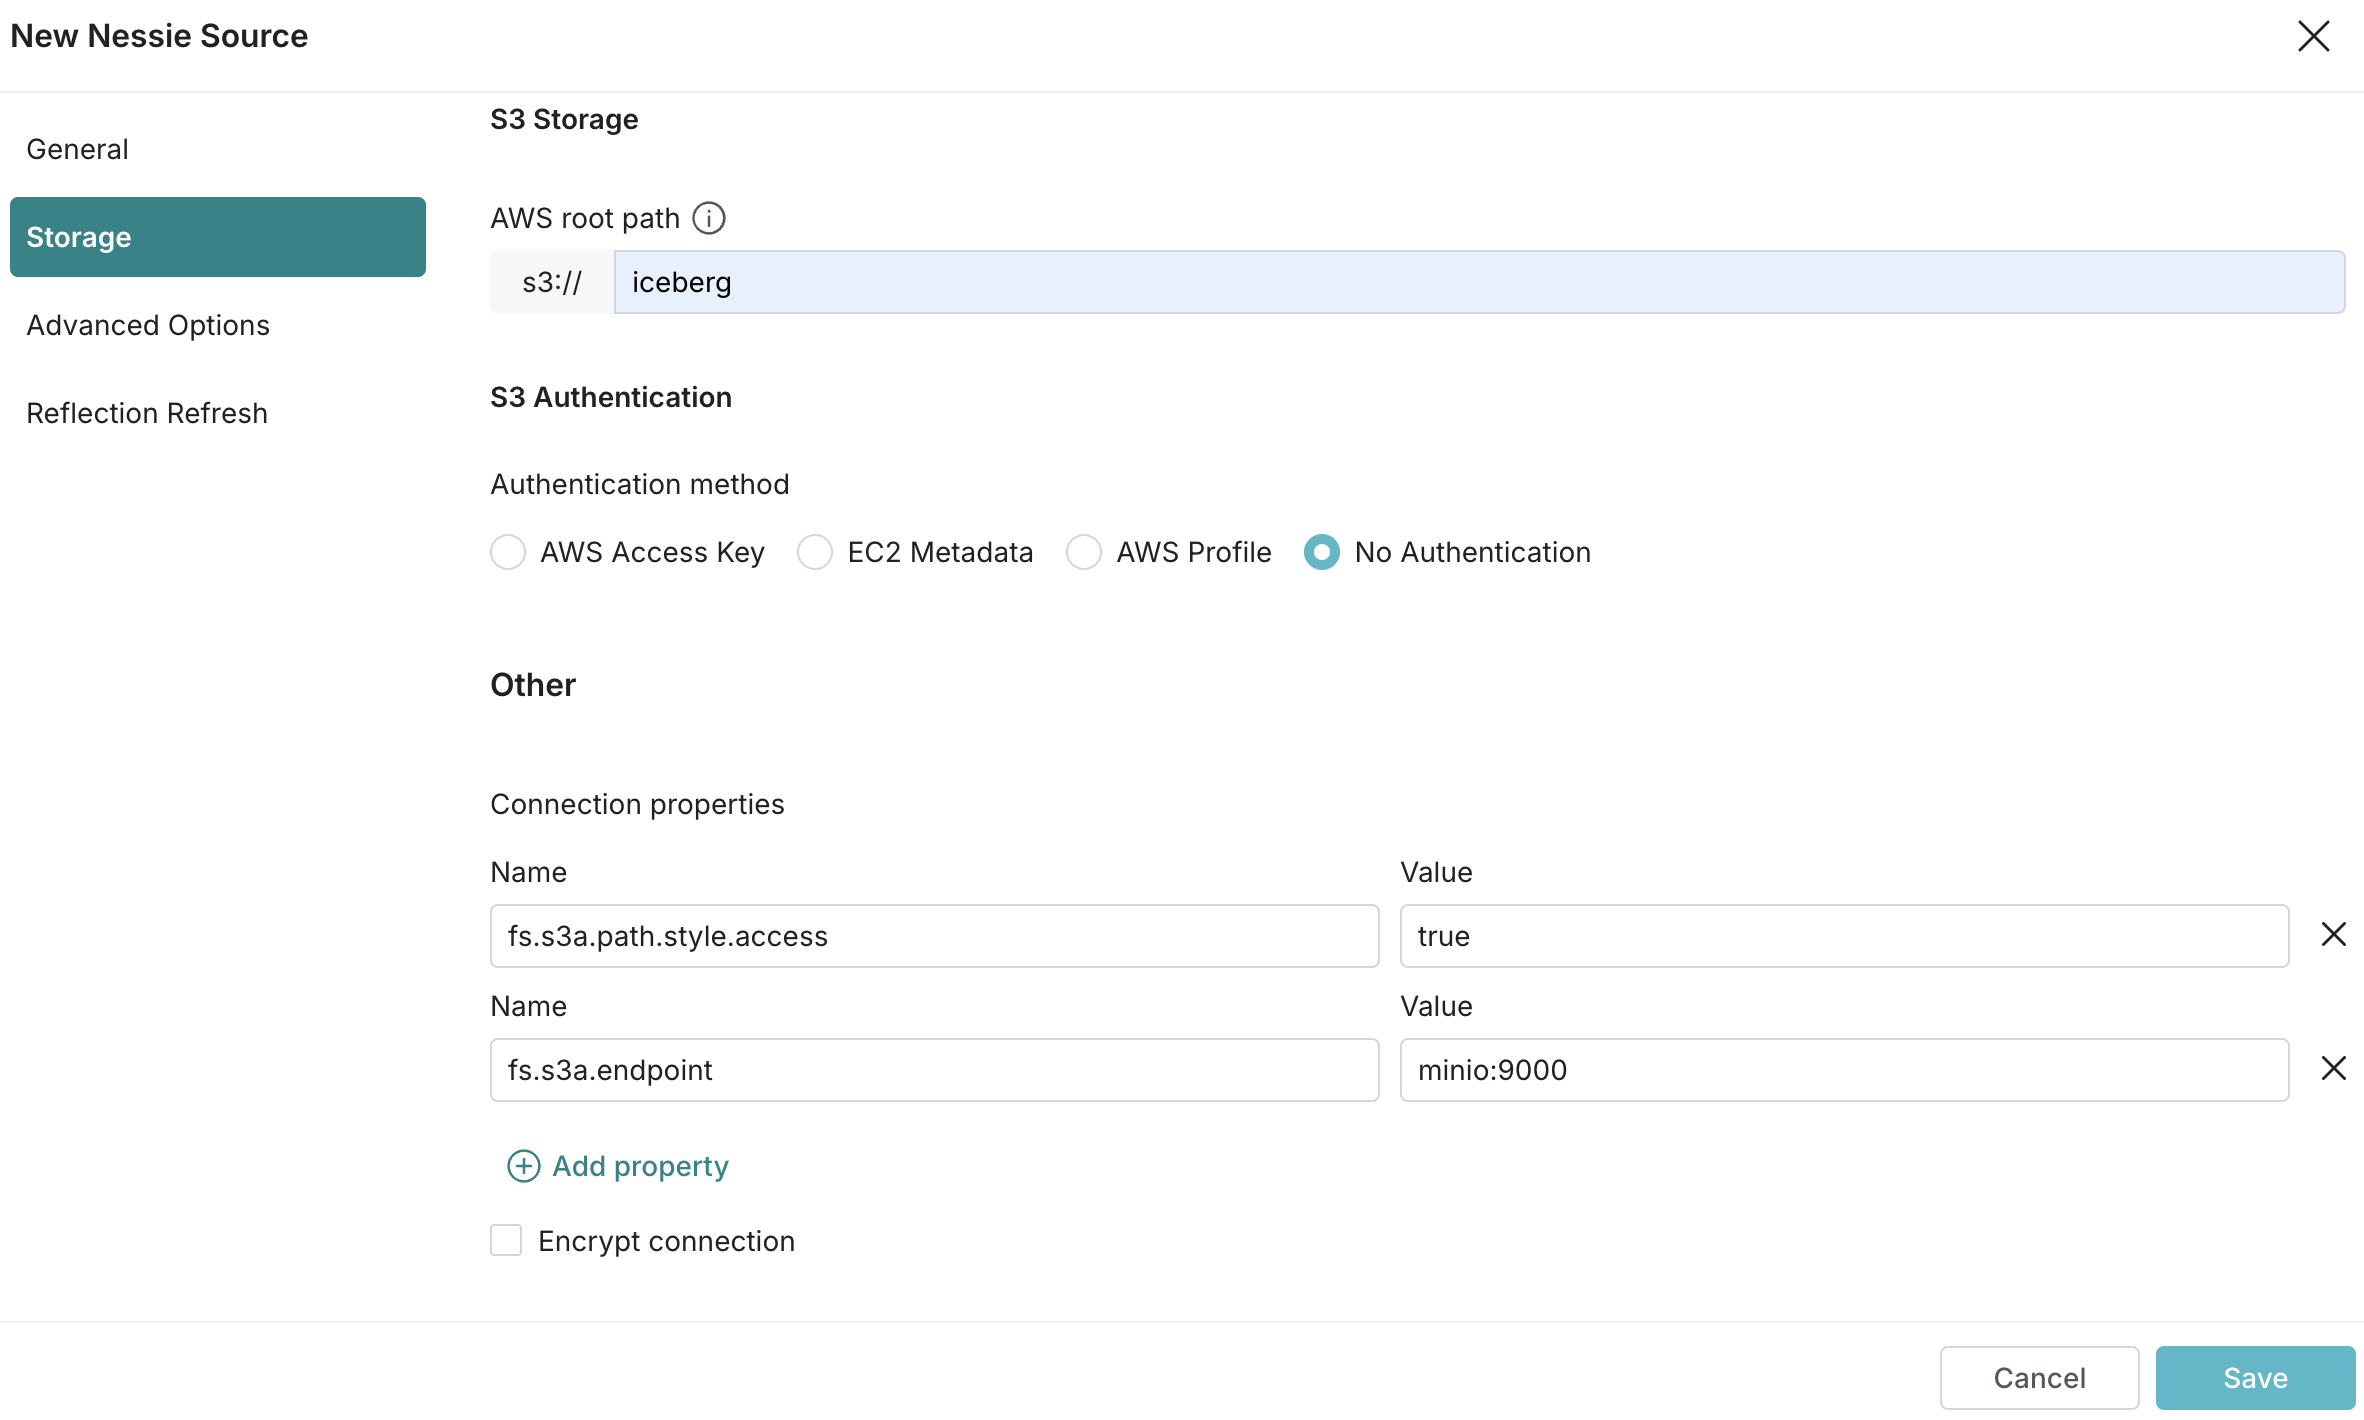 New Nessie Source
General
Storage
Advanced Options
Reflection Refresh
S3 Storage
AWS root path
s3:// iceberg
S3 Authentication
Authentication method
AWS Access Key EC2 Metadata AWS Profile No Authentication
Other
Connection properties
Name Value
fs.s3a.path.style.access true
Name Value
fs.s3a.endpoint minio:9000
Add property
Encrypt connection
Cancel Save